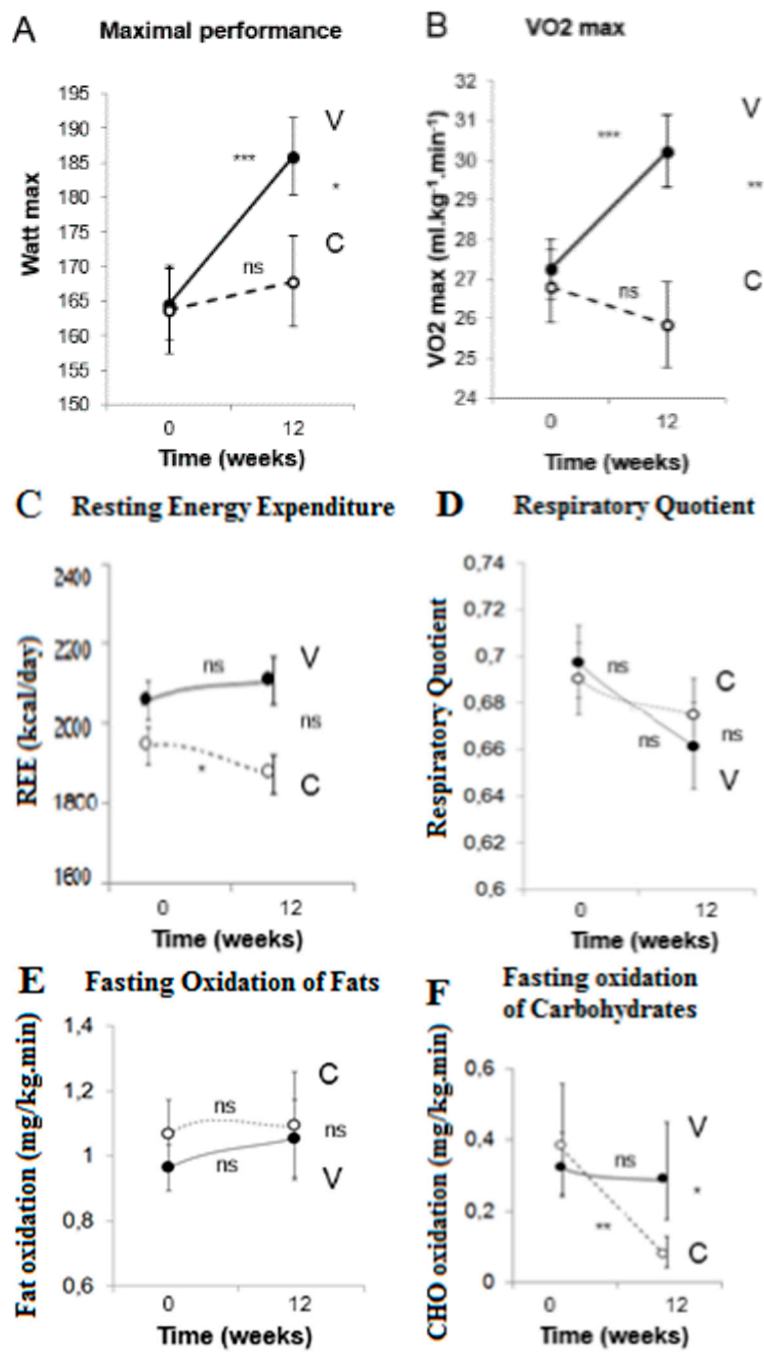 A Maximal performance
195
190
185
180
175
170
165
160
155
150
Watt max
***
ns
V
*
C
0 12
Time (weeks)
B VO2 max
32
31
30
29
28
27
26
25
24
VO2 max (ml.kg-1.min-1)
***
ns
V
**
C
0 12
Time (weeks)
C Resting Energy Expenditure
2400
2200
2000
1800
1600
REE (kcal/day)
ns
*
V
ns
C
0 12
Time (weeks)
D Respiratory Quotient
0,74
0,72
0,7
0,68
0,66
0,64
0,62
0,6
Respiratory Quotient
ns
ns
C
ns
V
0 12
Time (weeks)
E Fasting Oxidation of Fats
1,4
1,2
1
0,8
0,6
Fat oxidation (mg/kg.min)
ns
ns
C
ns
V
0 12
Time (weeks)
F Fasting oxidation
of Carbohydrates
0,6
0,4
0,2
0
CHO oxidation (mg/kg.min)
ns
**
V
*
C
0 12
Time (weeks)